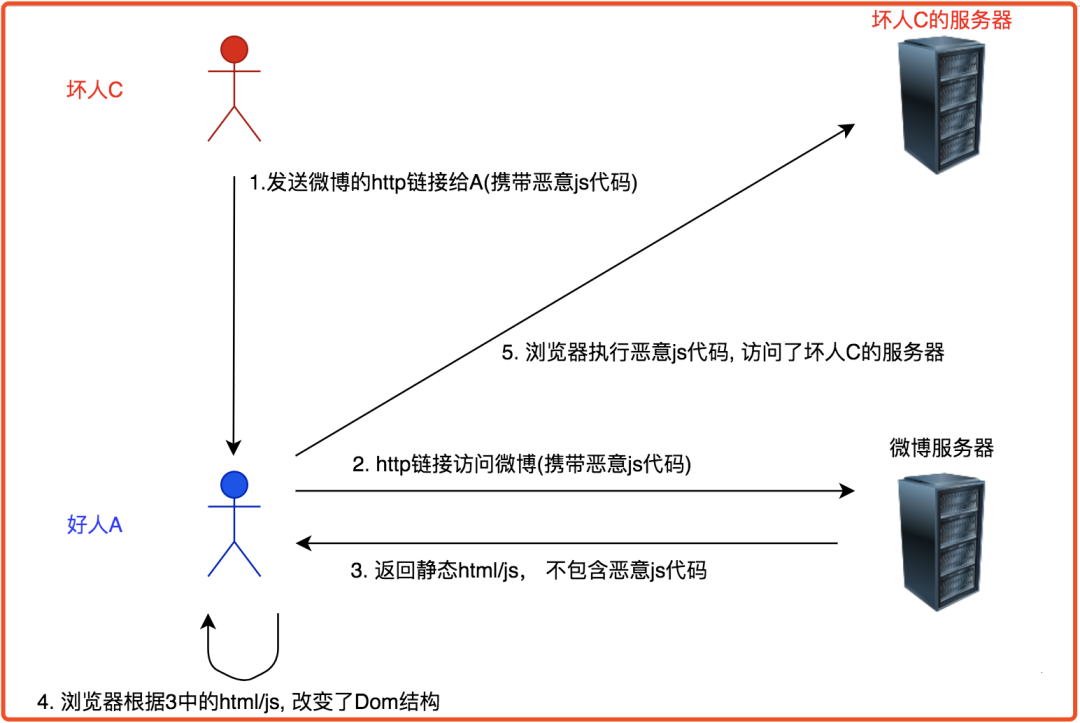 坏人C的服务器
坏人C
1.发送微博的http链接给A(携带恶意js代码)
5. 浏览器执行恶意js代码, 访问了坏人C的服务器
微博服务器
2. http链接访问微博(携带恶意js代码)
好人A
3. 返回静态html/js， 不包含恶意js代码
4. 浏览器根据3中的html/js, 改变了Dom结构